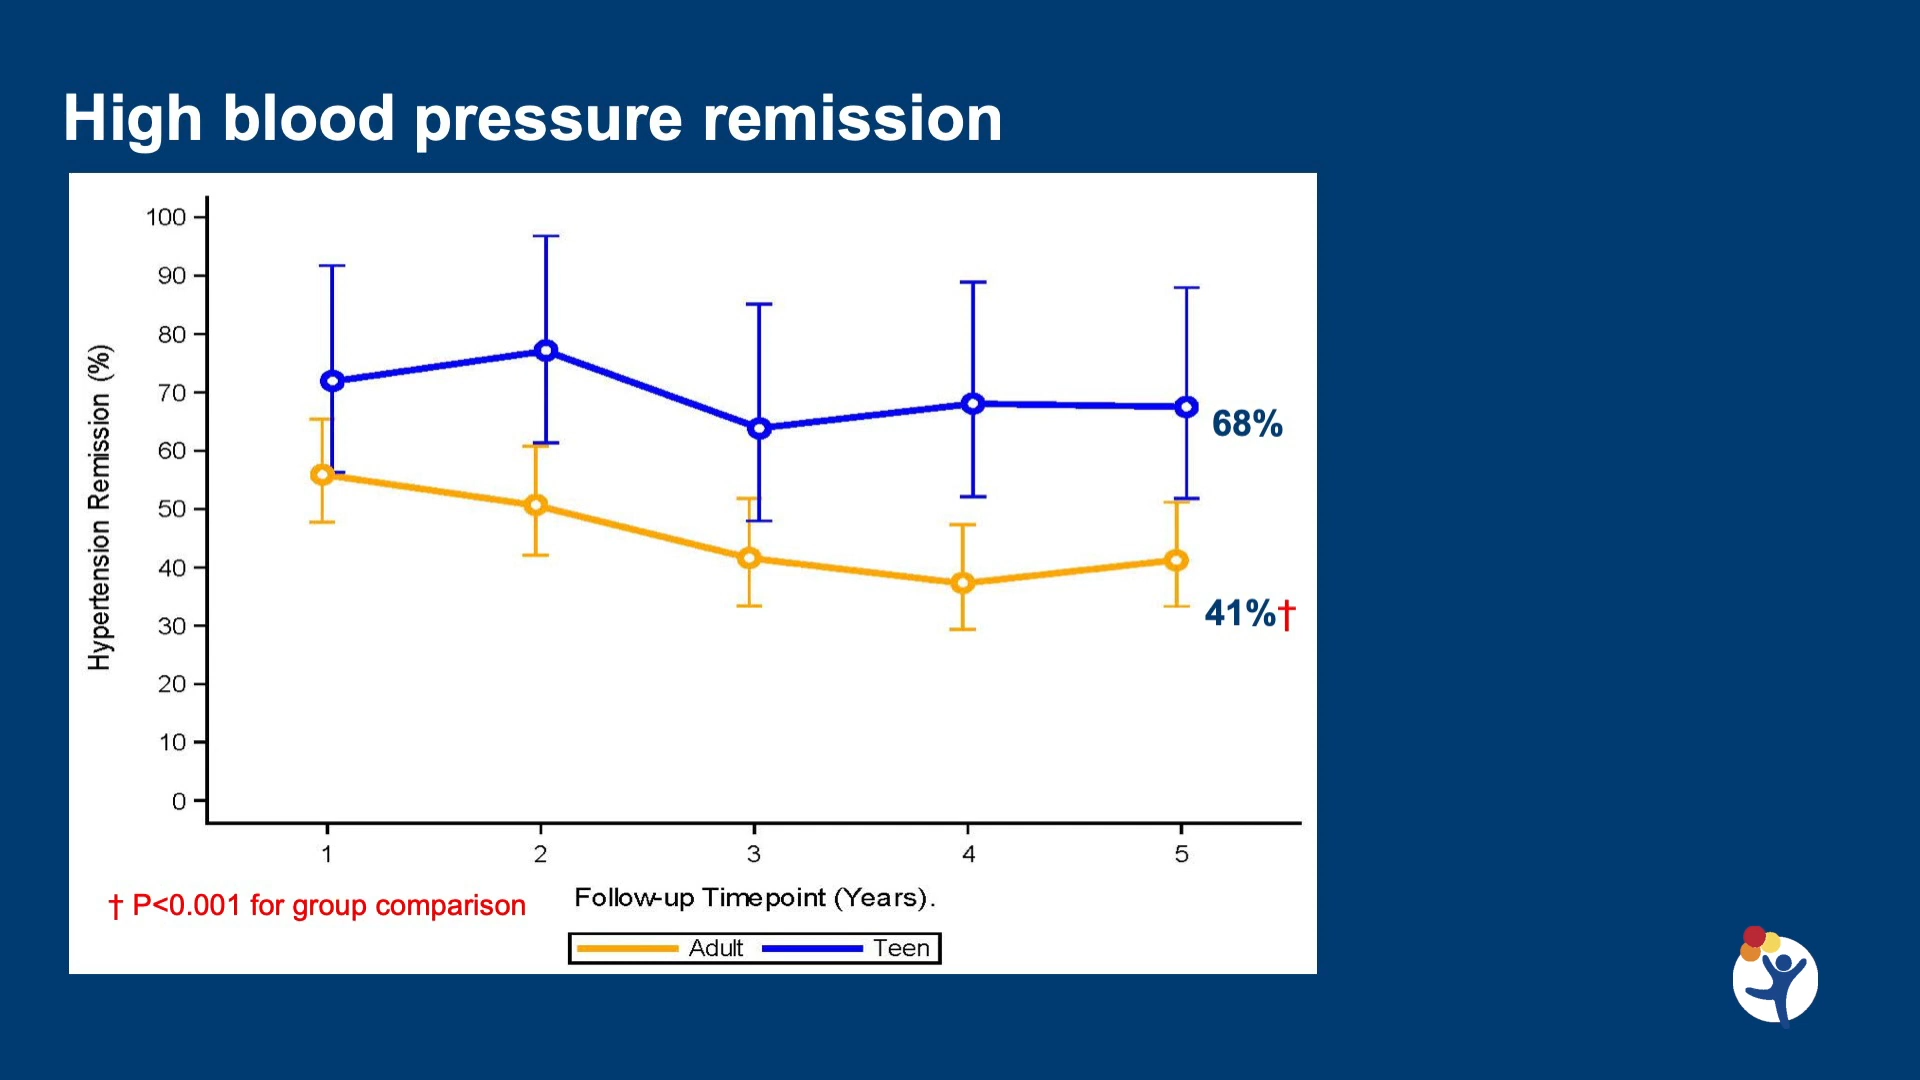 High blood pressure remission
100
90
80
70
60
50
40
30
20
10
0
Hypertension Remission (%)
68%
41%†
1 2 3 4 5
Follow-up Timepoint (Years).
† P<0.001 for group comparison
Adult Teen